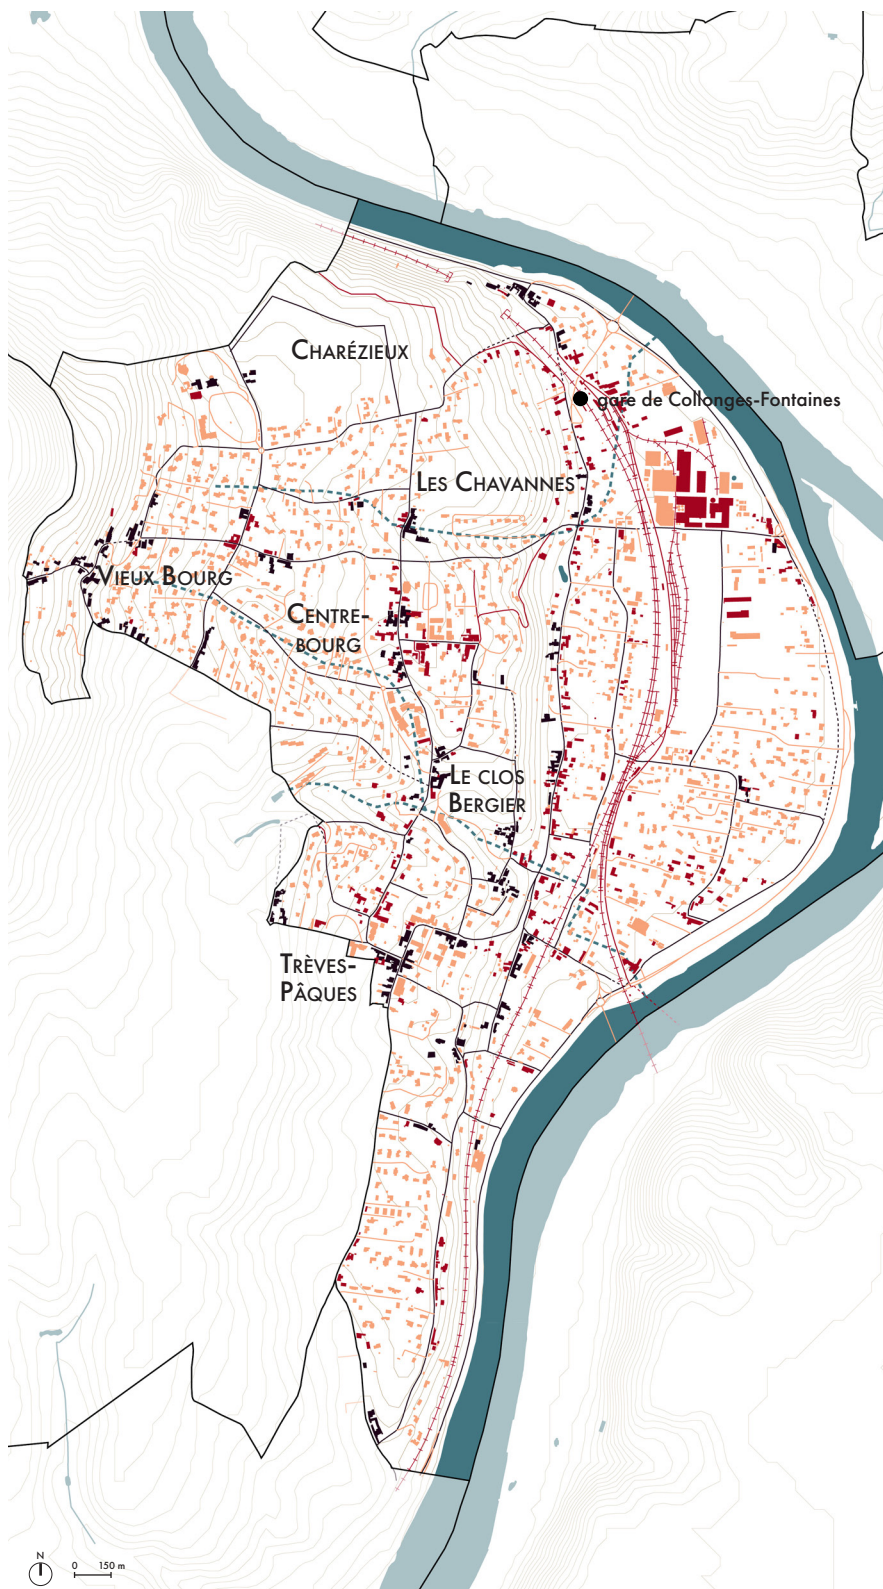 CHARÉZIEUX
gare de Collonges-Fontaines
LES CHAVANNES
VIEUX BOURG
CENTRE-
BOURG
LE CLOS
BERGIER
TRÈVES-
PÂQUES
N
0 150 m